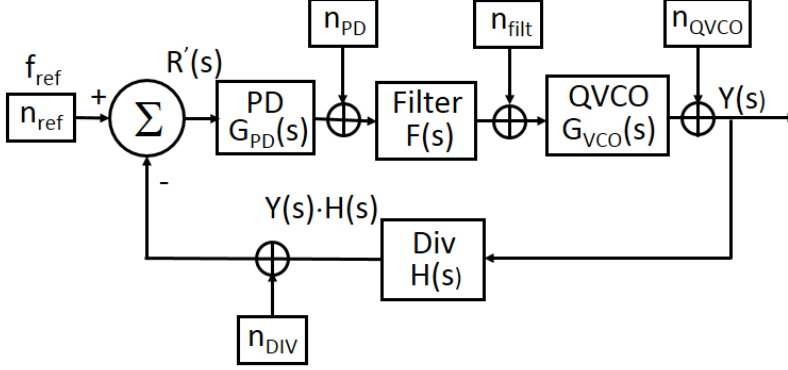 n_PD
n_filt
n_QVCO
f_ref
R'(s)
Y(s)
n_ref
+
Σ
PD
G_PD(s)
Filter
F(s)
QVCO
G_VCO(s)
-
Y(s)·H(s)
Div
H(s)
n_DIV